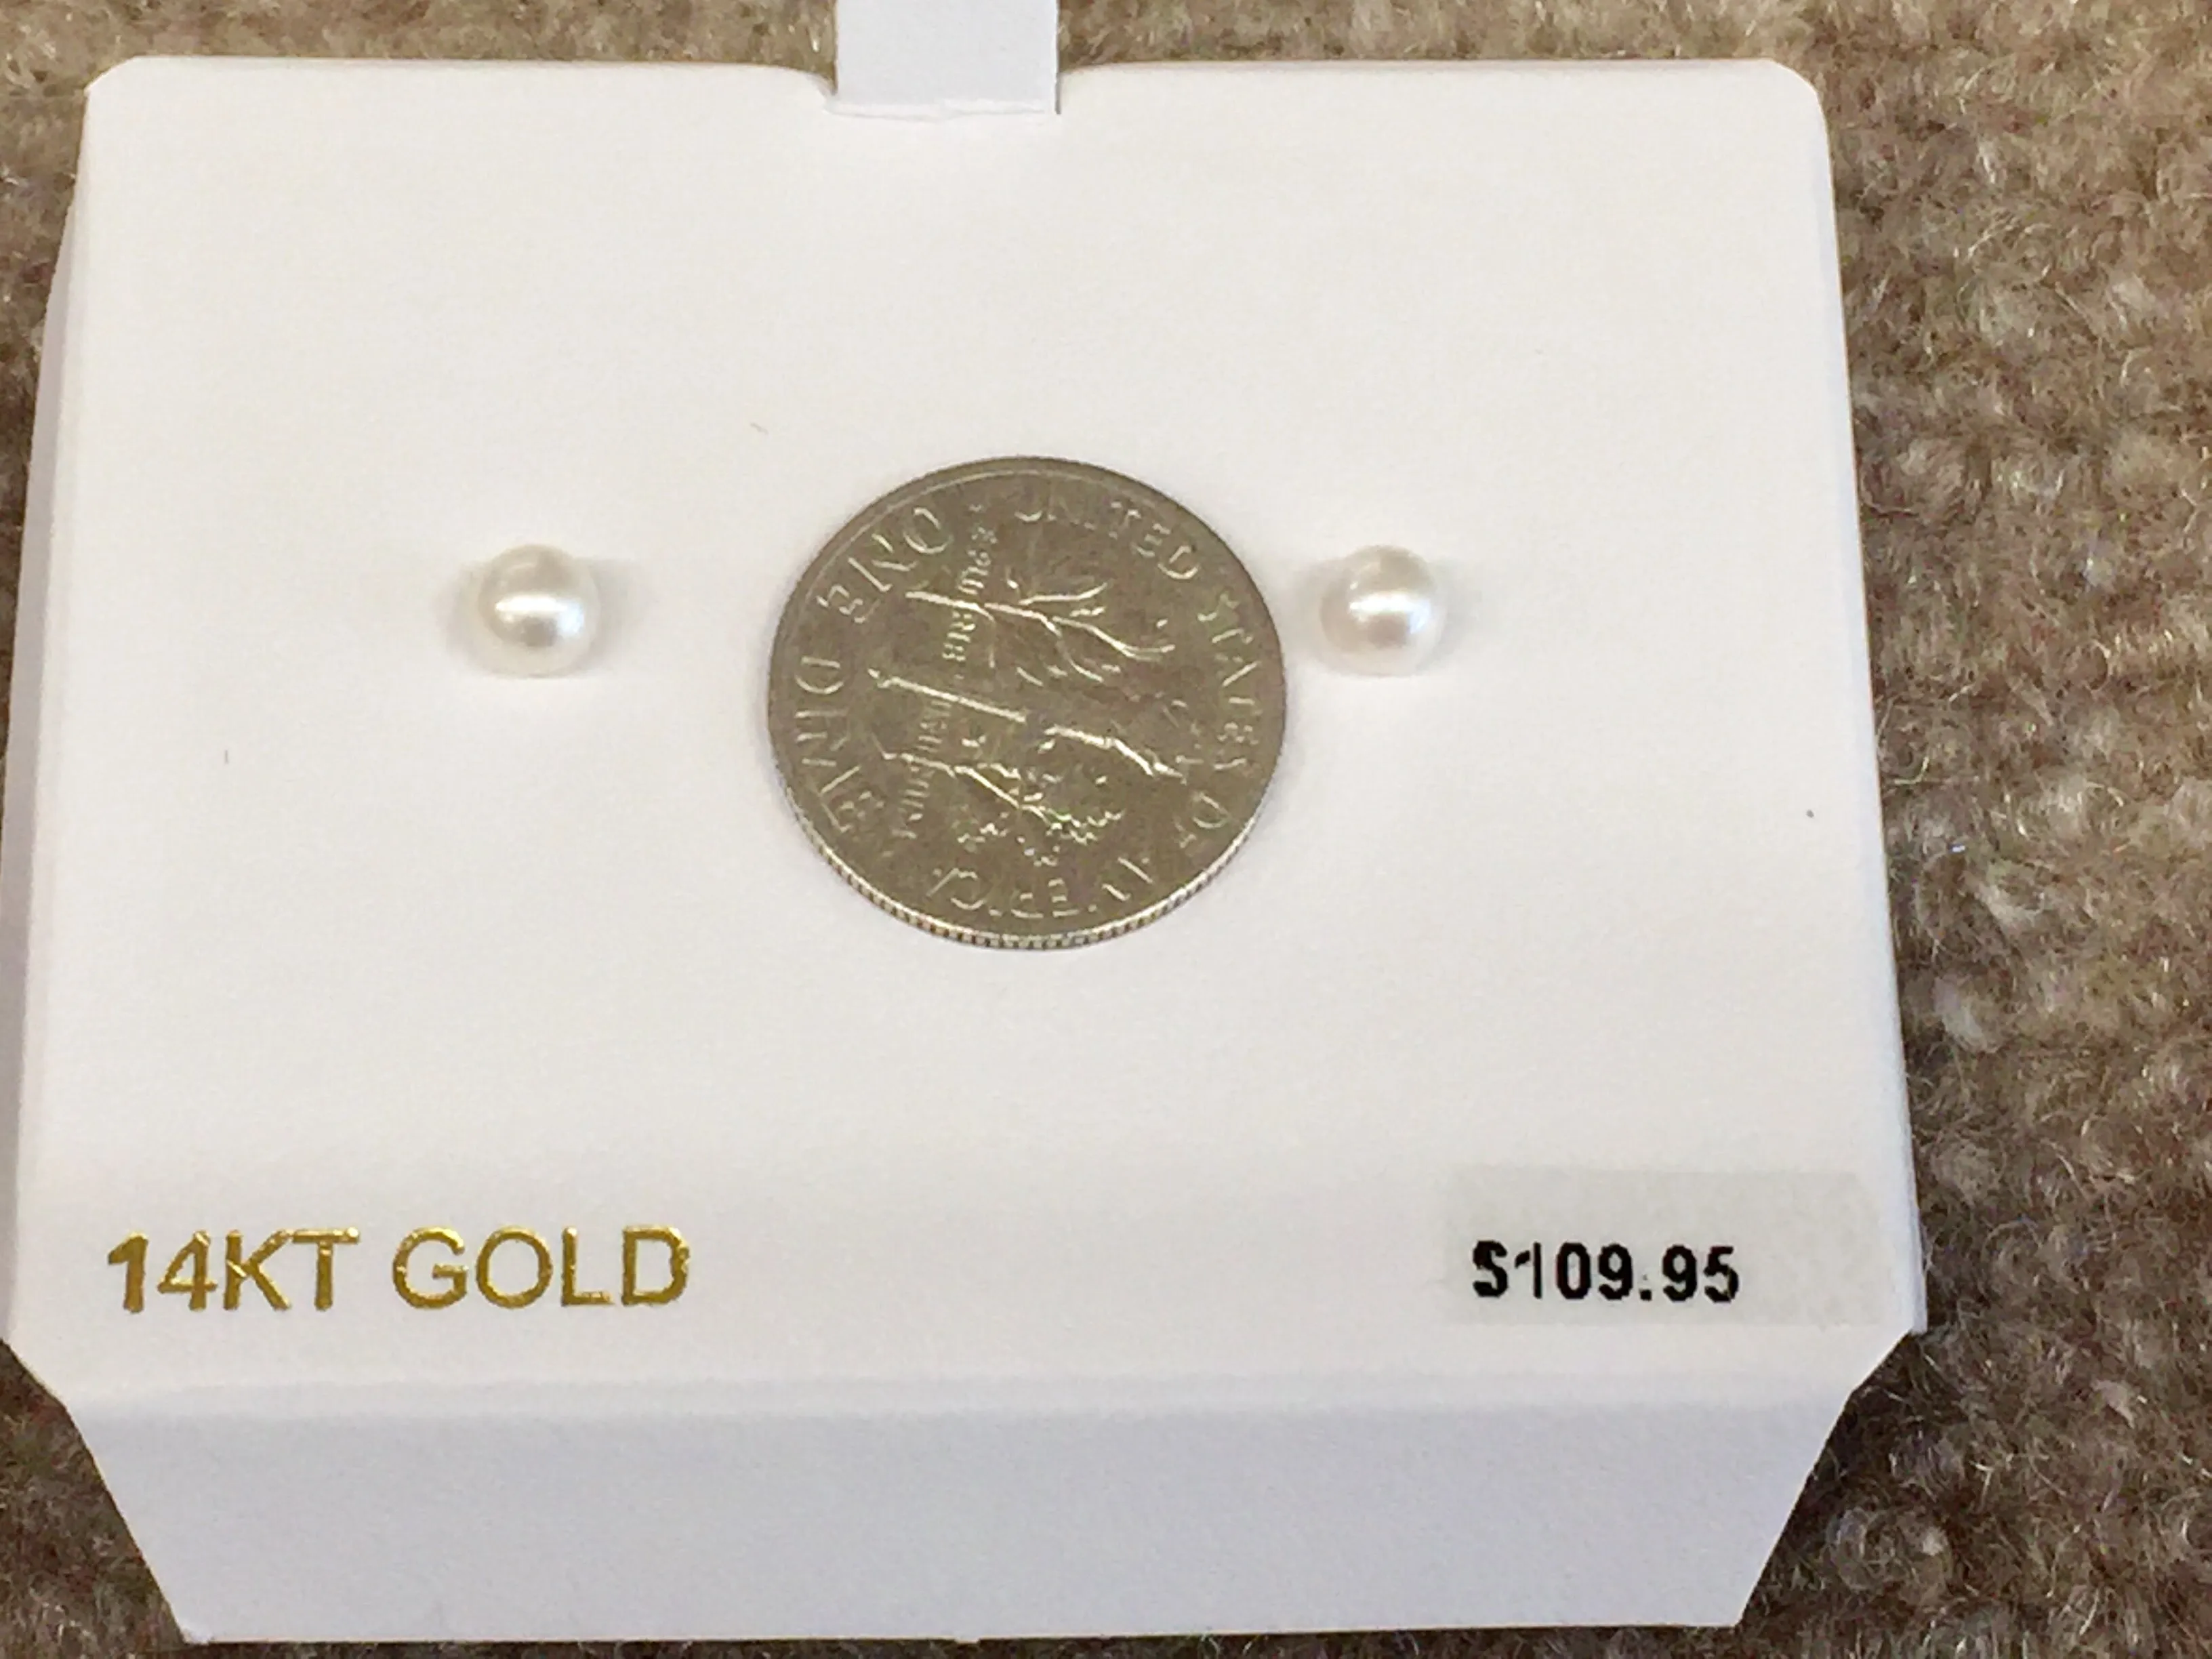 UNITED STATES OF AMERICA
ONE DIME
14KT GOLD
$109.95